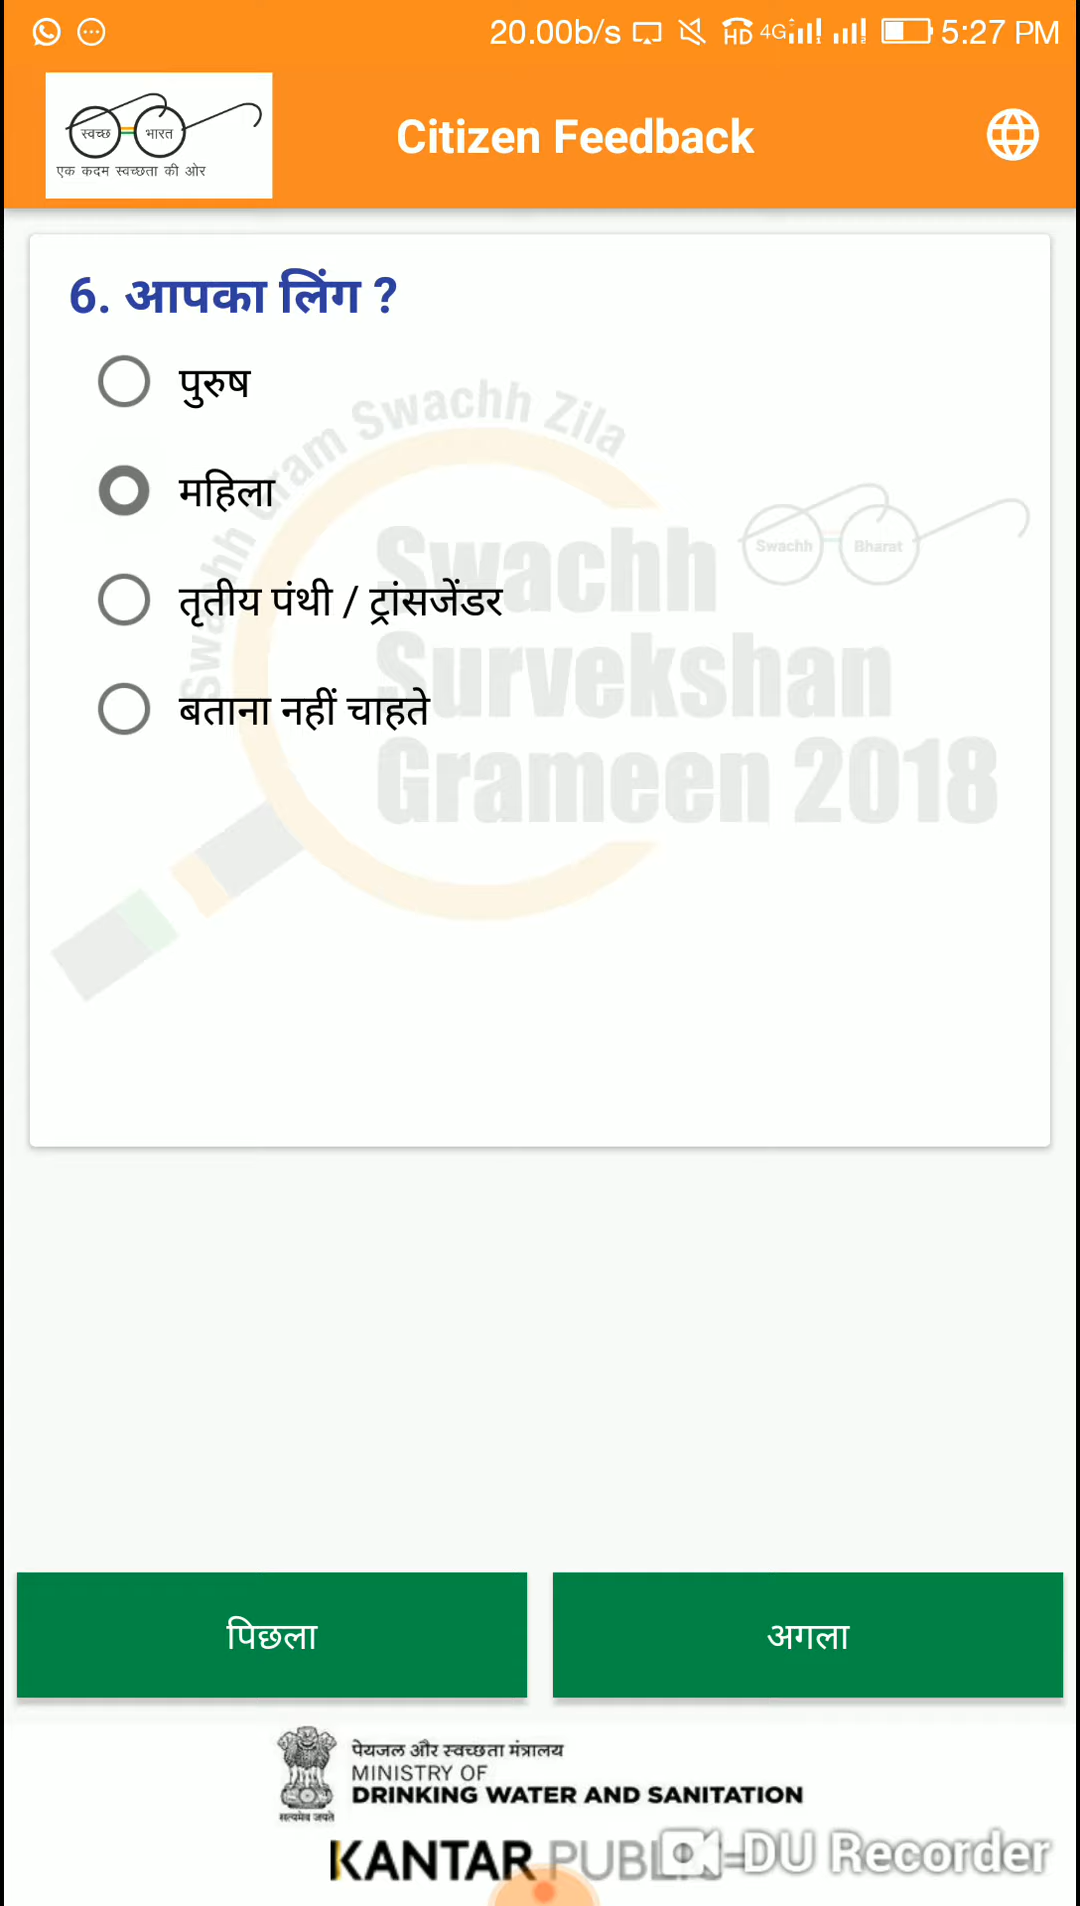 20.00b/s HD 4G 5:27 PM
स्वच्छ भारत
एक कदम स्वच्छता की ओर
Citizen Feedback
6. आपका लिंग ?
पुरुष
महिला
तृतीय पंथी / ट्रांसजेंडर
बताना नहीं चाहते
Swachh Gram Swachh Zila
Swachh Bharat
Swachh
Survekshan
Grameen 2018
पिछला
अगला
पेयजल और स्वच्छता मंत्रालय
MINISTRY OF
DRINKING WATER AND SANITATION
सत्यमेव जयते
KANTAR PUBLIC
DU Recorder